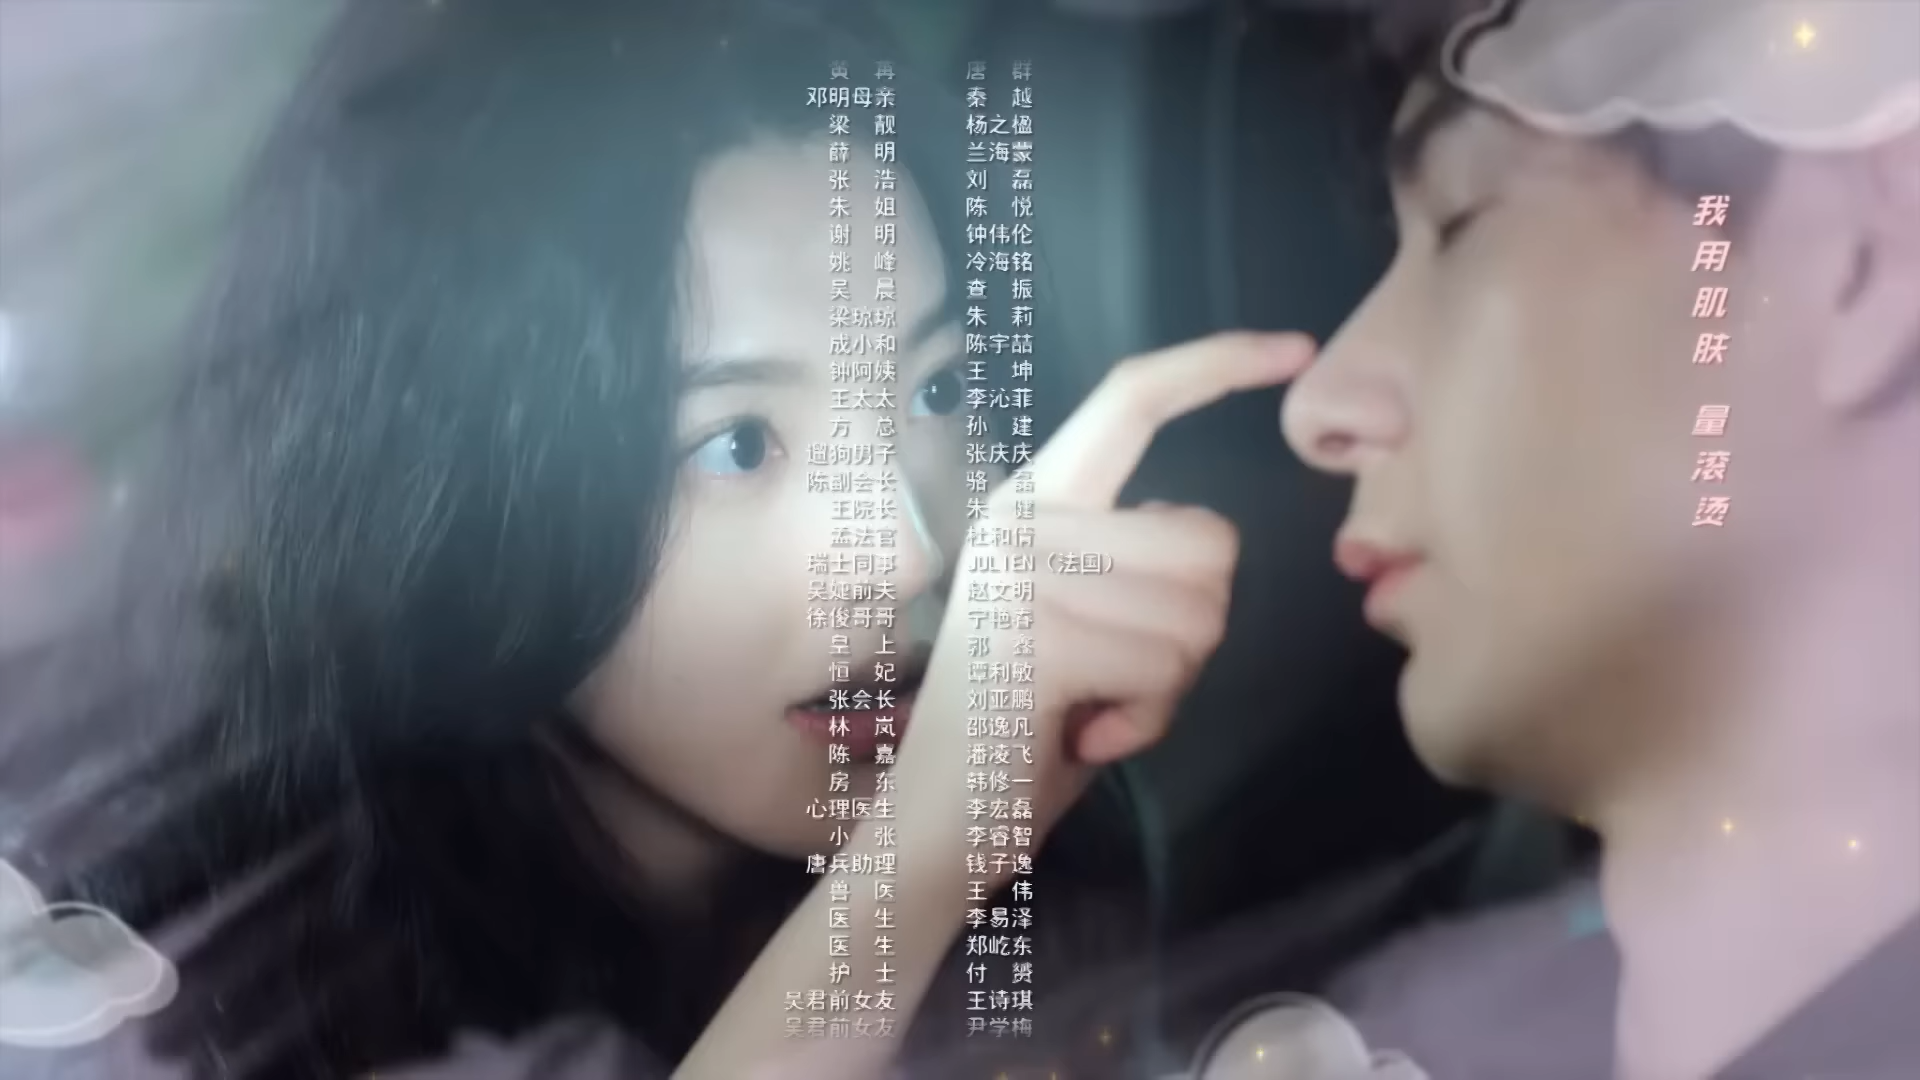 黄苒 唐群
邓明母亲 秦越
梁靓 杨之楹
薛明 兰海蒙
张浩 刘磊
朱姐 陈悦
谢明 钟伟伦
姚峰 冷海铭
吴晨 查振
梁琼琼 朱莉
成小和 陈宇喆
钟阿姨 王坤
王太太 李沁菲
方总 孙建
遛狗男子 张庆庆
陈副会长 骆磊
王院长 朱健
孟法官 杜和倩
瑞士同事 JULIEN（法国）
吴婕前夫 赵文明
徐俊哥哥 宁艳春
皇上 郭鑫
恒妃 谭利敏
张会长 刘亚鹏
林岚 邵逸凡
陈嘉 潘凌飞
房东 韩修一
心理医生 李宏磊
小张 李睿智
唐兵助理 钱子逸
兽医 王伟
医生 李易泽
医生 郑屹东
护士 付赟
吴君前女友 王诗琪
吴君前女友 尹学梅
我用肌肤 量滚烫